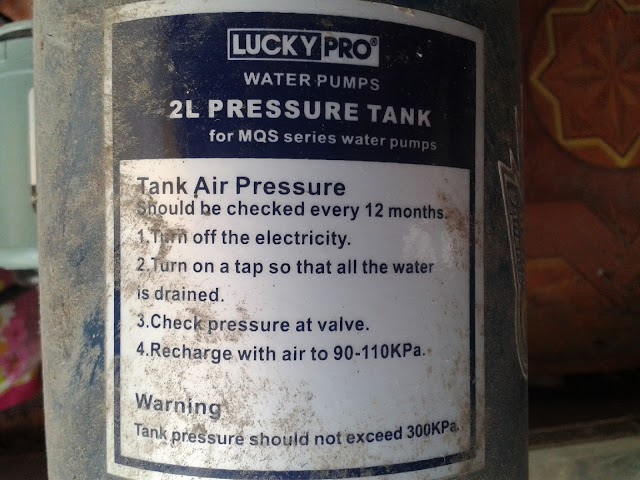 LUCKY PRO®
WATER PUMPS
2L PRESSURE TANK
for MQS series water pumps
Tank Air Pressure
Should be checked every 12 months.
1.Turn off the electricity.
2.Turn on a tap so that all the water
is drained.
3.Check pressure at valve.
4.Recharge with air to 90-110KPa.
Warning
Tank pressure should not exceed 300KPa.